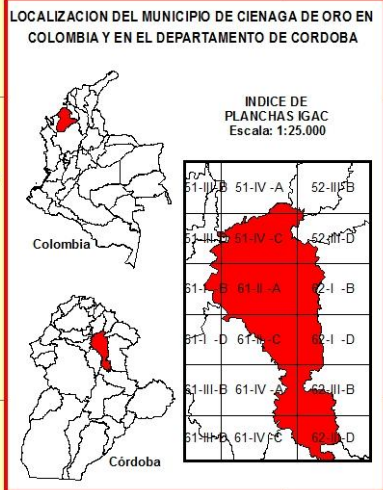 LOCALIZACION DEL MUNICIPIO DE CIENAGA DE ORO EN
COLOMBIA Y EN EL DEPARTAMENTO DE CORDOBA
INDICE DE
PLANCHAS IGAC
Escala: 1:25.000
Colombia
Córdoba
51-III-B 51-IV -A 52-III-B
51-III-D 51-IV -C 52-III-D
61-I -B 61-II -A 62-I -B
61-I -D 61-II -C 62-I -D
61-III-B 61-IV -A 62-III-B
61-III-D 61-IV -C 62-III-D